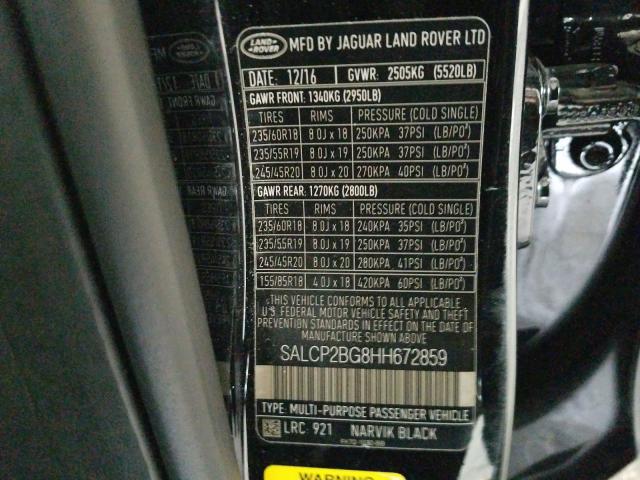 LAND ROVER MFD BY JAGUAR LAND ROVER LTD
DATE: 12/16 GVWR: 2505KG (5520LB)
GAWR FRONT: 1340KG (2950LB)
TIRES RIMS PRESSURE (COLD SINGLE)
235/60R18 8.0J x 18 250KPA 37PSI (LB/PO²)
235/55R19 8.0J x 19 250KPA 37PSI (LB/PO²)
245/45R20 8.0J x 20 270KPA 40PSI (LB/PO²)
GAWR REAR: 1270KG (2800LB)
TIRES RIMS PRESSURE (COLD SINGLE)
235/60R18 8.0J x 18 240KPA 35PSI (LB/PO²)
235/55R19 8.0J x 19 250KPA 37PSI (LB/PO²)
245/45R20 8.0J x 20 280KPA 41PSI (LB/PO²)
155/85R18 4.0J x 18 420KPA 60PSI (LB/PO²)
THIS VEHICLE CONFORMS TO ALL APPLICABLE
U.S. FEDERAL MOTOR VEHICLE SAFETY AND THEFT
PREVENTION STANDARDS IN EFFECT ON DATE OF
MANUFACTURE SHOWN ABOVE
SALCP2BG8HH672859
TYPE: MULTI-PURPOSE PASSENGER VEHICLE
LRC: 921 NARVIK BLACK
WARNING